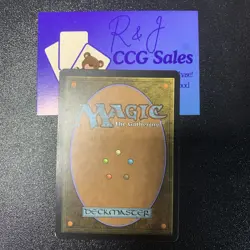 R & J
CCG Sales
MAGIC
The Gathering
DECKMASTER